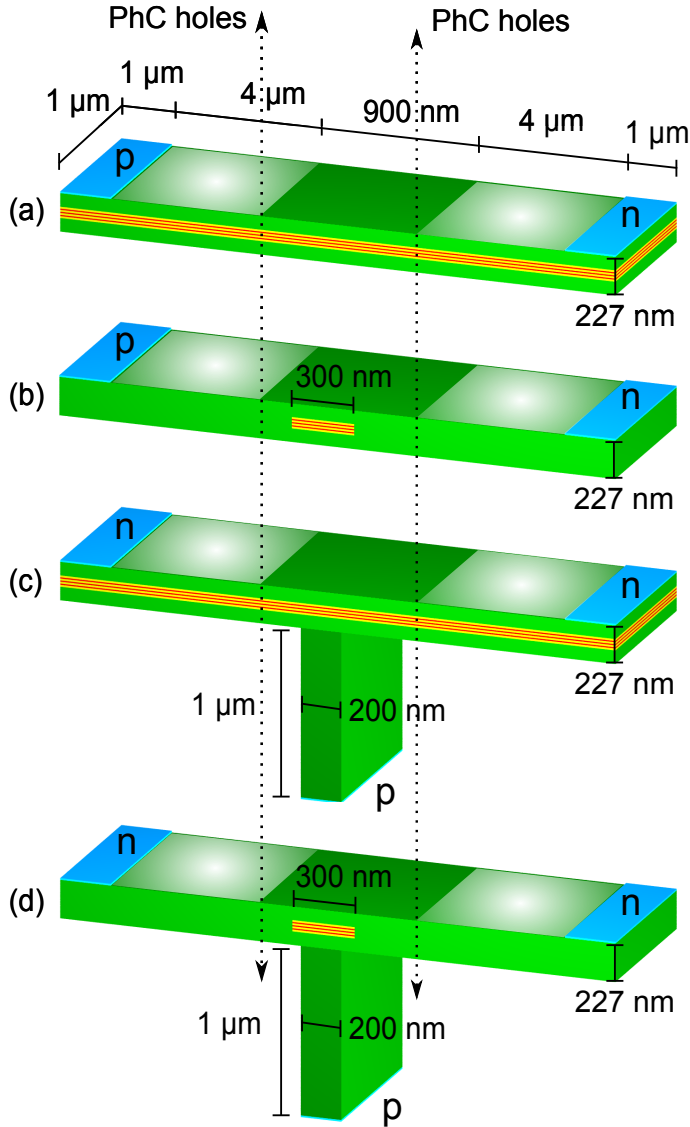 PhC holes PhC holes
1 µm 1 µm 4 µm 900 nm 4 µm 1 µm
(a) p n
227 nm
(b) p 300 nm n
227 nm
(c) n n
227 nm
1 µm 200 nm
p
(d) n 300 nm n
227 nm
1 µm 200 nm
p